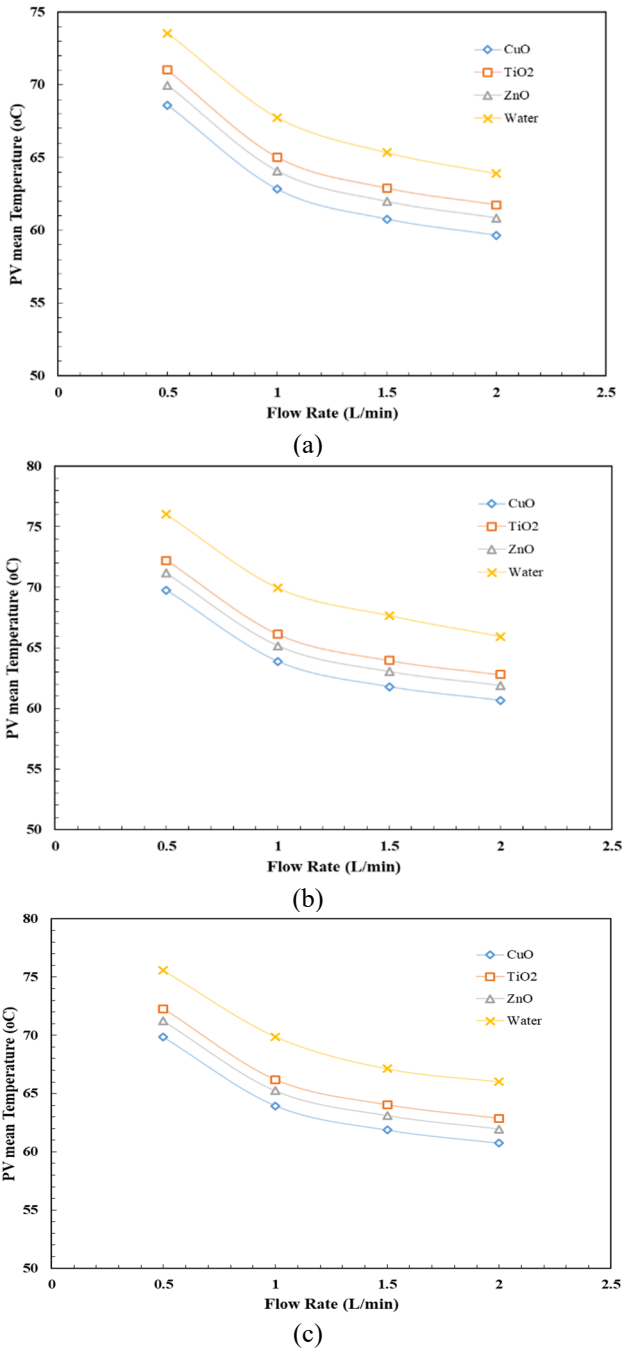 75
70
65
60
55
50
PV mean Temperature (oC)
CuO
TiO2
ZnO
Water
0 0.5 1 1.5 2 2.5
Flow Rate (L/min)
(a)
80
75
70
65
60
55
50
PV mean Temperature (oC)
CuO
TiO2
ZnO
Water
0 0.5 1 1.5 2 2.5
Flow Rate (L/min)
(b)
80
75
70
65
60
55
50
PV mean Temperature (oC)
CuO
TiO2
ZnO
Water
0 0.5 1 1.5 2 2.5
Flow Rate (L/min)
(c)